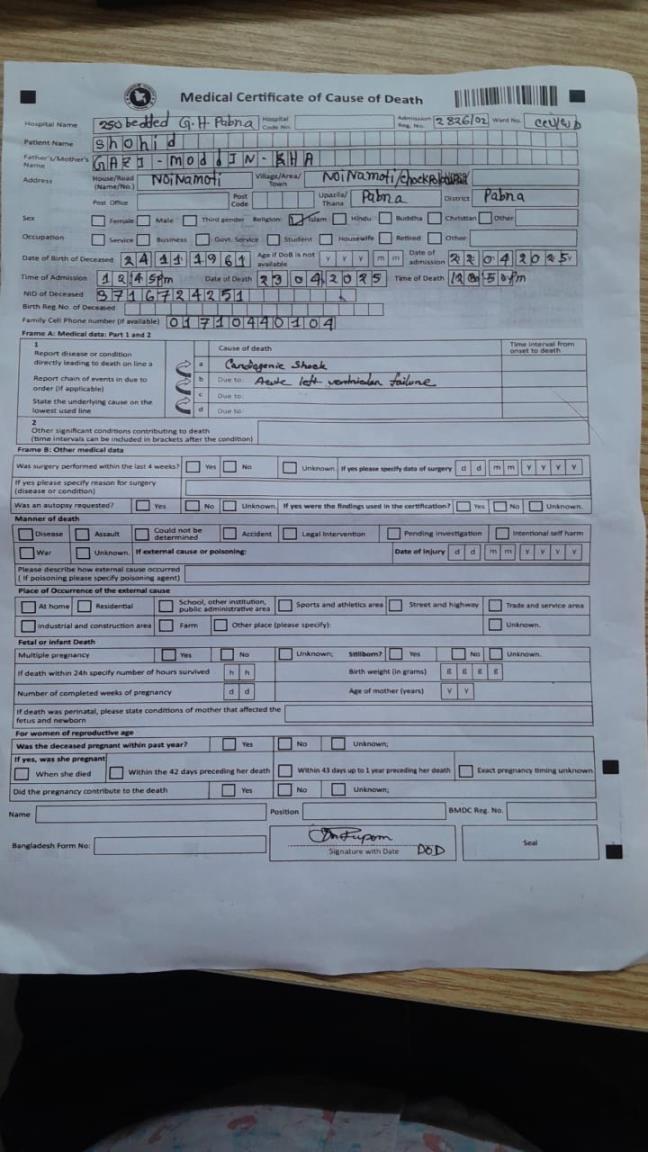 Medical Certificate of Cause of Death
Hospital Name 250 bedded G.H Pabna Hospital Code No. Admission Reg. No. 2826/02 Ward No.
Patient Name Shohid
Father's/Mother's Name GAZI-MOddIN-KHA
Address House/Road (Name/No.) NOiNamoti Village/Area/Town NOiNamoti/
Post Office Post Code Upazila/Thana Pabna District Pabna
Sex Female Male Third gender Religion: Islam Hindu Buddha Christian Other
Occupation Service Business Govt. Service Student Housewife Retired Other
Date of Birth of Deceased 24111961 Age if DoB is not available Y Y Y m m Date of admission 22042025
Time of Admission 1245pm Date of Death 23042025 Time of Death
NID of Deceased 3716724251
Birth Reg No. of Deceased
Family Cell Phone number (if available) 01710440104
Frame A: Medical data: Part 1 and 2
1 Cause of death Time interval from onset to death
Report disease or condition directly leading to death on line a
a Cardiogenic Shock
Report chain of events in due to order (if applicable)
b Due to: Acute left ventricular failure
State the underlying cause on the lowest used line
c Due to:
d Due to:
2
Other significant conditions contributing to death (time intervals can be included in brackets after the condition)
Frame B: Other medical data
Was surgery performed within the last 4 weeks? Yes No Unknown If yes please specify date of surgery d d m m Y Y Y Y
If yes please specify reason for surgery (disease or condition)
Was an autopsy requested? Yes No Unknown. If yes were the findings used in the certification? Yes No Unknown.
Manner of death
Disease Assault Could not be determined Accident Legal Intervention Pending investigation Intentional self harm
War Unknown. If external cause or poisoning: Date of Injury d d m m Y Y Y Y
Please describe how external cause occurred ( If poisoning please specify poisoning agent)
Place of Occurrence of the external cause
At home Residential School, other institution, public administrative area Sports and athletics area Street and highway Trade and service area
Industrial and construction area Farm Other place (please specify): Unknown.
Fetal or infant Death
Multiple pregnancy Yes No Unknown; Stillborn? Yes No Unknown.
If death within 24h specify number of hours survived h h Birth weight (in grams) g g g g
Number of completed weeks of pregnancy d d Age of mother (years) Y Y
If death was perinatal, please state conditions of mother that affected the fetus and newborn
For women of reproductive age
Was the deceased pregnant within past year? Yes No Unknown;
If yes, was she pregnant
When she died Within the 42 days preceding her death Within 43 days up to 1 year preceding her death Exact pregnancy timing unknown
Did the pregnancy contribute to the death Yes No Unknown;
Name Position BMDC Reg. No.
Bangladesh Form No: Signature with Date DOD Seal